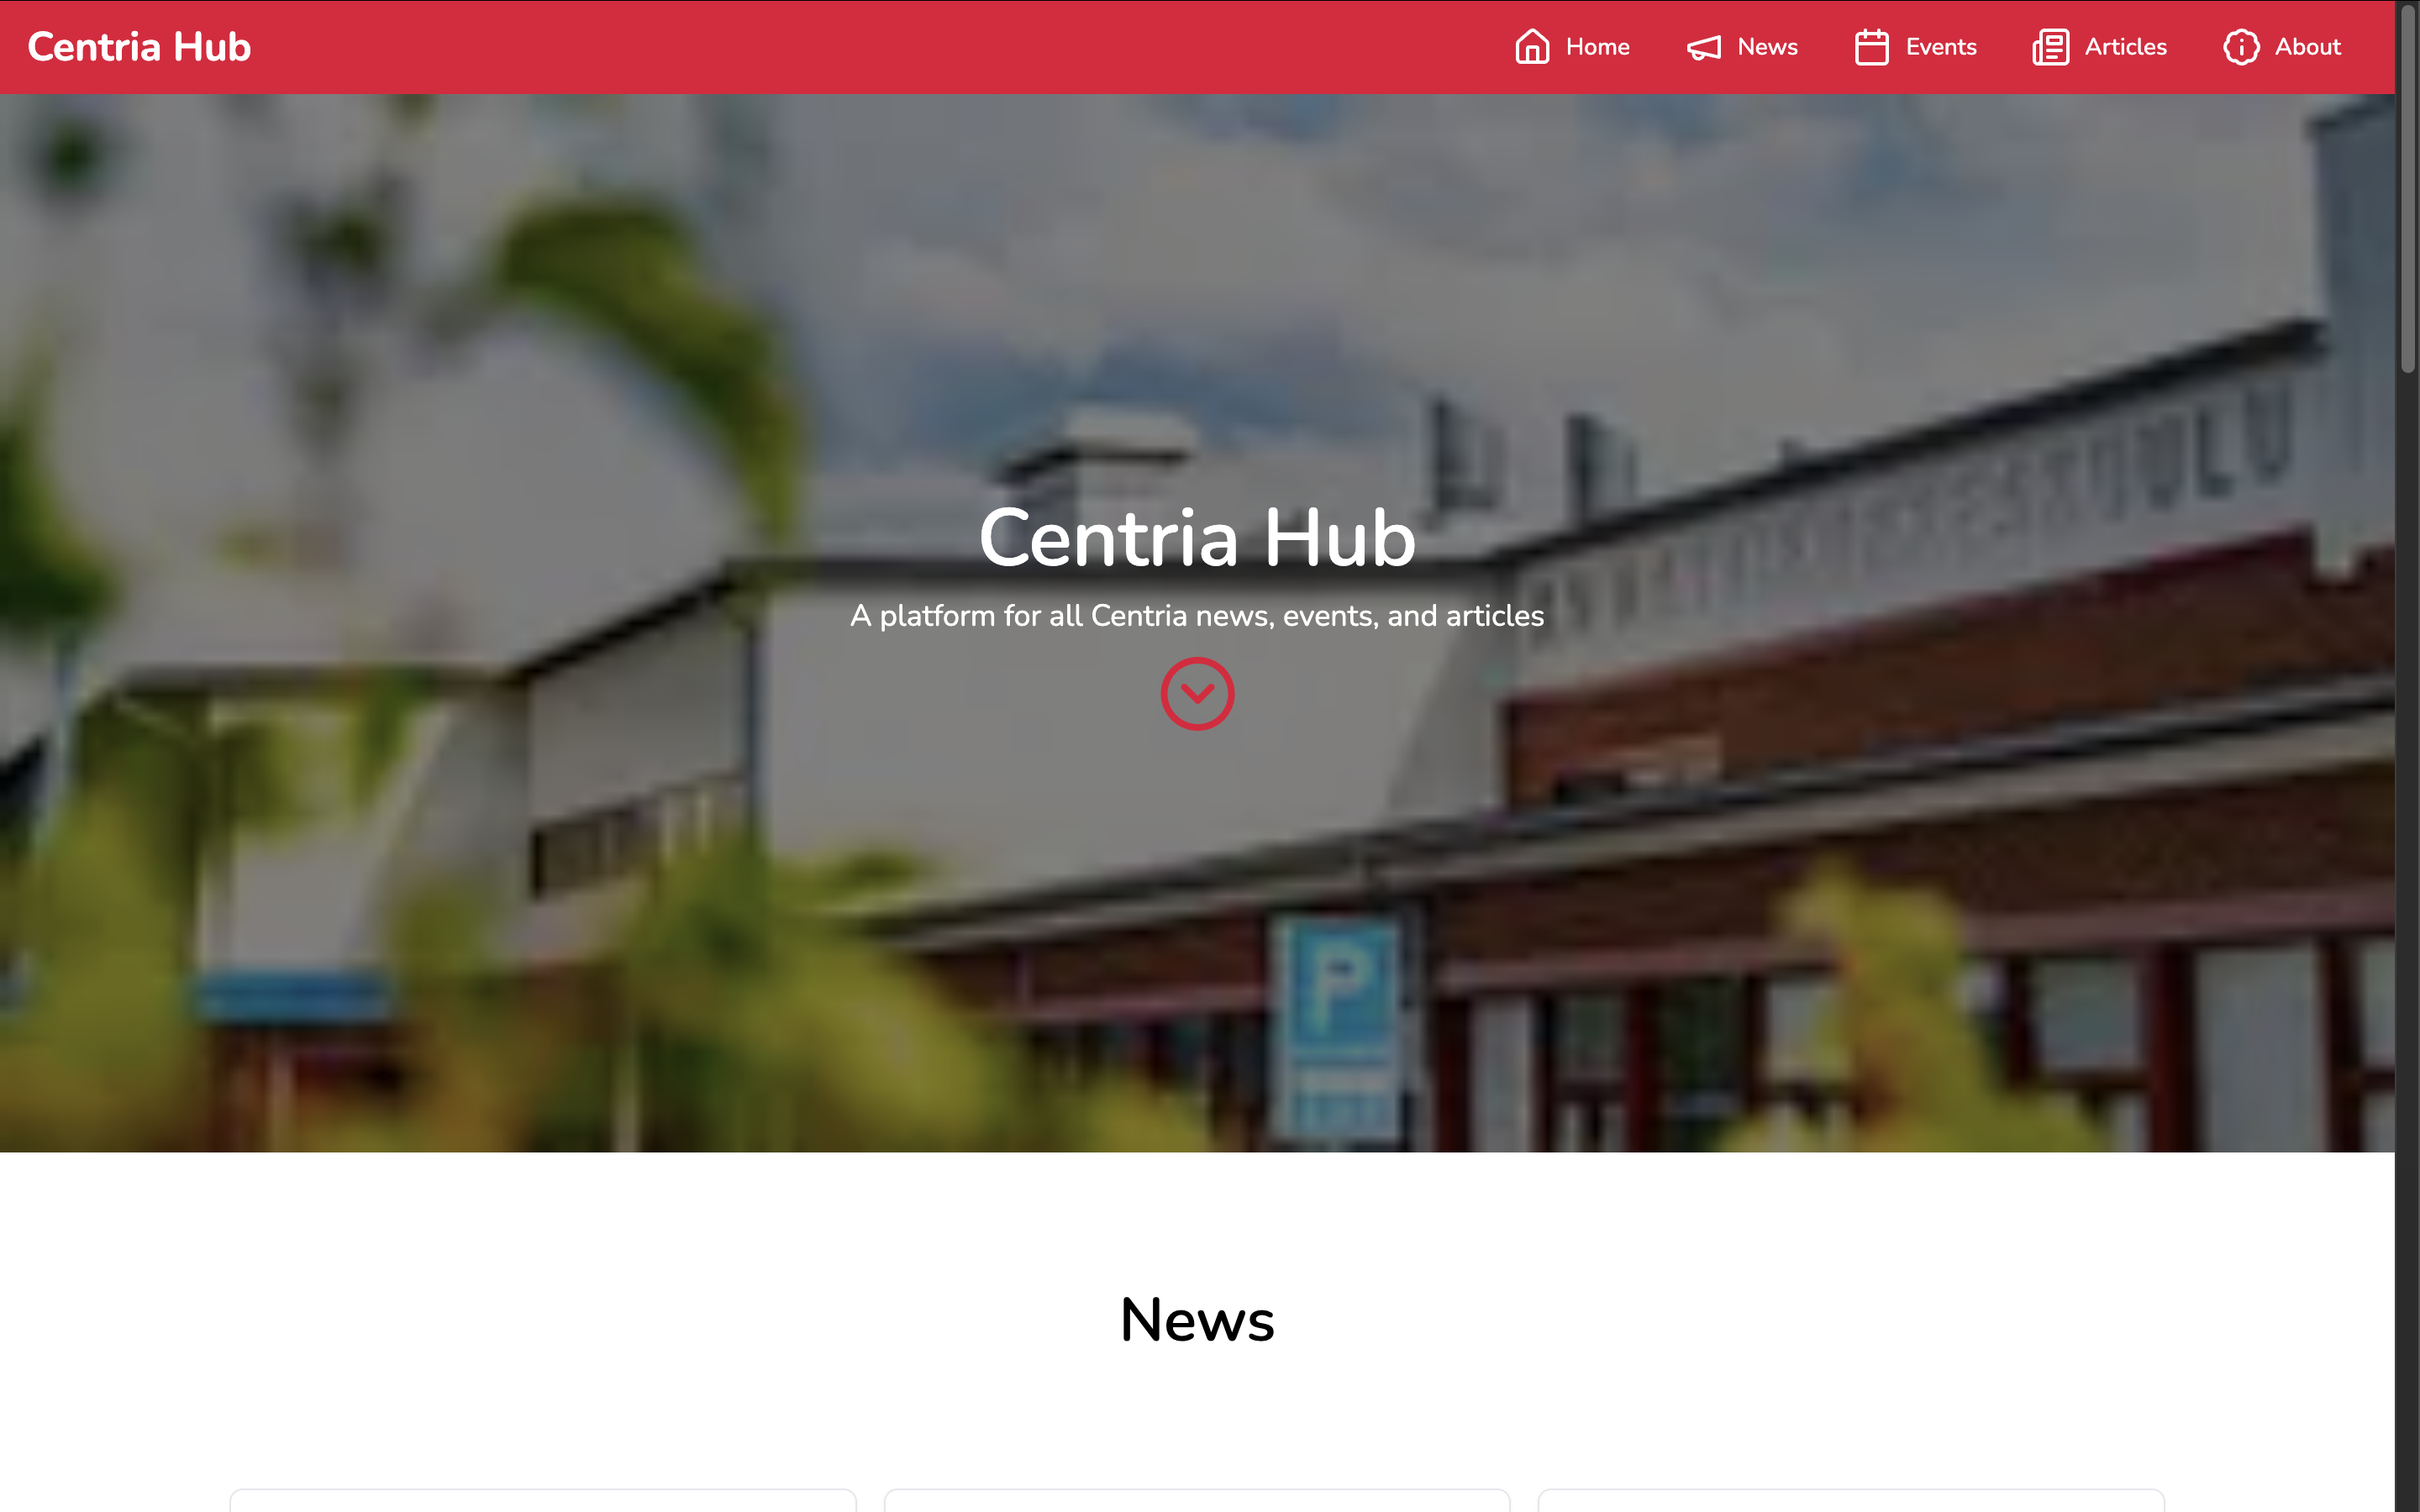 Centria Hub
Home News Events Articles About
Centria Hub
A platform for all Centria news, events, and articles
P
News